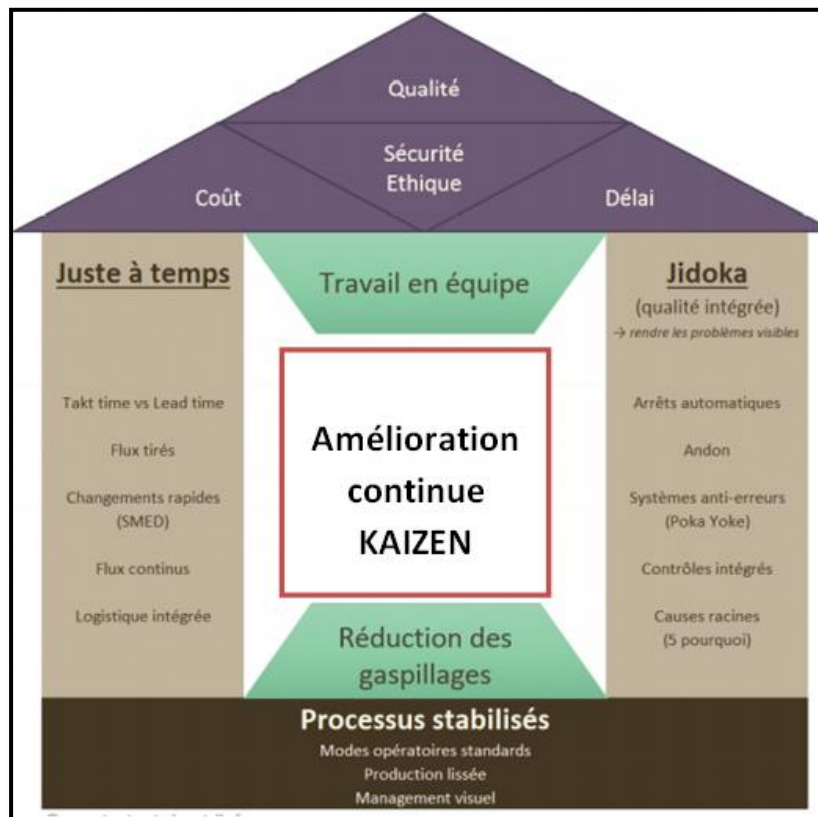 Qualité
Sécurité
Ethique
Coût
Délai
Juste à temps
Takt time vs Lead time
Flux tirés
Changements rapides
(SMED)
Flux continus
Logistique intégrée
Travail en équipe
Amélioration
continue
KAIZEN
Réduction des
gaspillages
Jidoka
(qualité intégrée)
→ rendre les problèmes visibles
Arrêts automatiques
Andon
Systèmes anti-erreurs
(Poka Yoke)
Contrôles intégrés
Causes racines
(5 pourquoi)
Processus stabilisés
Modes opératoires standards
Production lissée
Management visuel